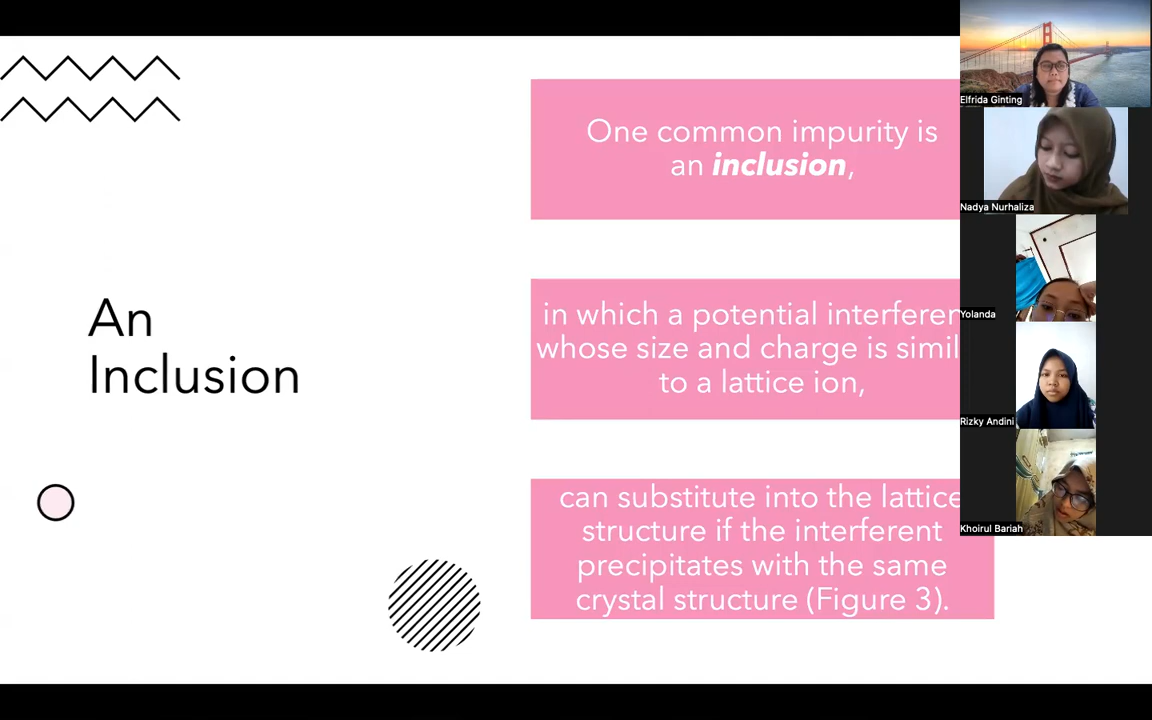 An
Inclusion
One common impurity is
an inclusion,
in which a potential interferen
whose size and charge is simil
to a lattice ion,
can substitute into the lattice
structure if the interferent
precipitates with the same
crystal structure (Figure 3).
Elfrida Ginting
Nadya Nurhaliza
Yolanda
Rizky Andini
Khoirul Bariah